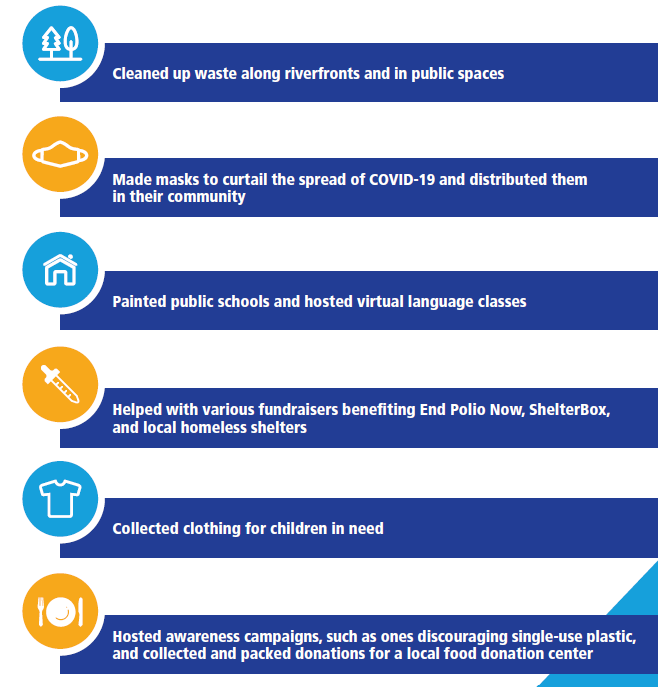 Cleaned up waste along riverfronts and in public spaces
Made masks to curtail the spread of COVID-19 and distributed them
in their community
Painted public schools and hosted virtual language classes
Helped with various fundraisers benefiting End Polio Now, ShelterBox,
and local homeless shelters
Collected clothing for children in need
Hosted awareness campaigns, such as ones discouraging single-use plastic,
and collected and packed donations for a local food donation center